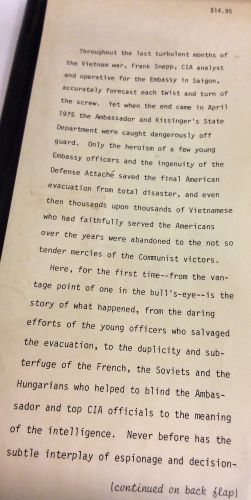 $14.95
Throughout the last turbulent months of
the Vietnam war, Frank Snepp, CIA analyst
and operative for the Embassy in Saigon,
accurately forecast each twist and turn of
the screw. Yet when the end came in April
1975 the Ambassador and Kissinger's State
Department were caught dangerously off
guard. Only the heroism of a few young
Embassy officers and the ingenuity of the
Defense Attaché saved the final American
evacuation from total disaster, and even
then thousands upon thousands of Vietnamese
who had faithfully served the Americans
over the years were abandoned to the not so
tender mercies of the Communist victors.
Here, for the first time--from the van-
tage point of one in the bull's-eye--is the
story of what happened, from the daring
efforts of the young officers who salvaged
the evacuation, to the duplicity and sub-
terfuge of the French, the Soviets and the
Hungarians who helped to blind the Ambas-
sador and top CIA officials to the meaning
of the intelligence. Never before has the
subtle interplay of espionage and decision-
(continued on back flap)